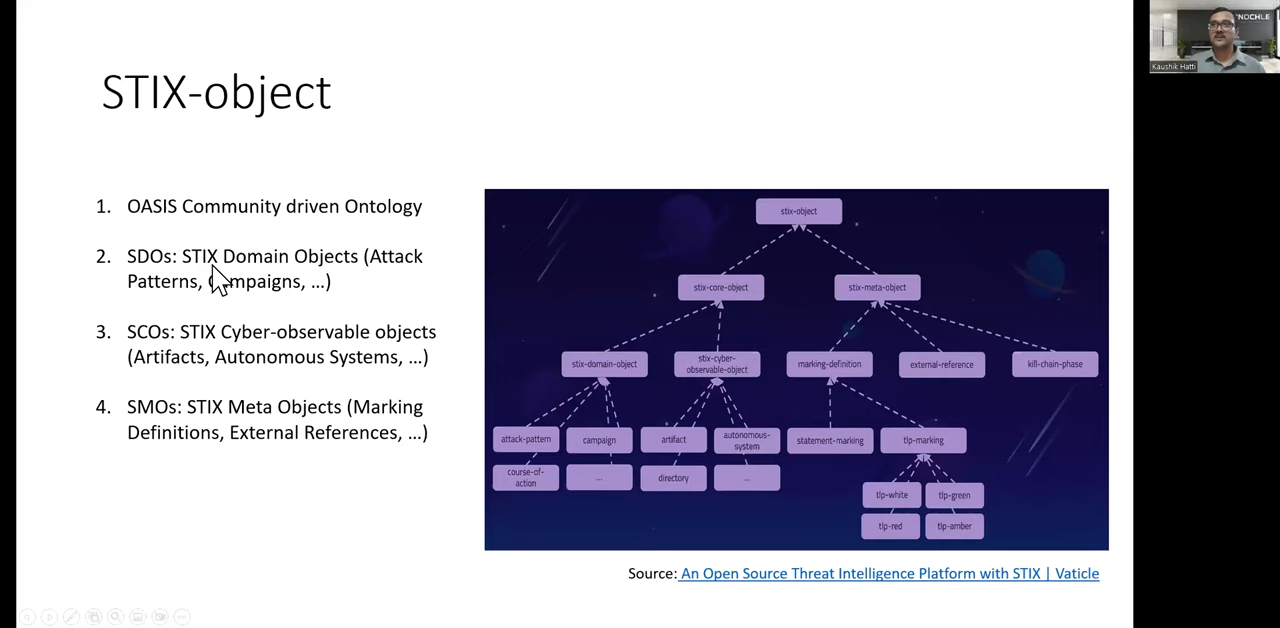 STIX-object
1. OASIS Community driven Ontology
2. SDOs: STIX Domain Objects (Attack
Patterns, Campaigns, ...)
3. SCOs: STIX Cyber-observable objects
(Artifacts, Autonomous Systems, ...)
4. SMOs: STIX Meta Objects (Marking
Definitions, External References, ...)
stix-object
stix-core-object
stix-meta-object
stix-domain-object
stix-cyber-
observable-object
marking-definition
external-reference
kill-chain-phase
attack-pattern
campaign
artifact
autonomous-
system
statement-marking
tlp-marking
course-of-
action
...
directory
...
tlp-white
tlp-green
tlp-red
tlp-amber
Source: An Open Source Threat Intelligence Platform with STIX | Vaticle
Kaushik Hatti